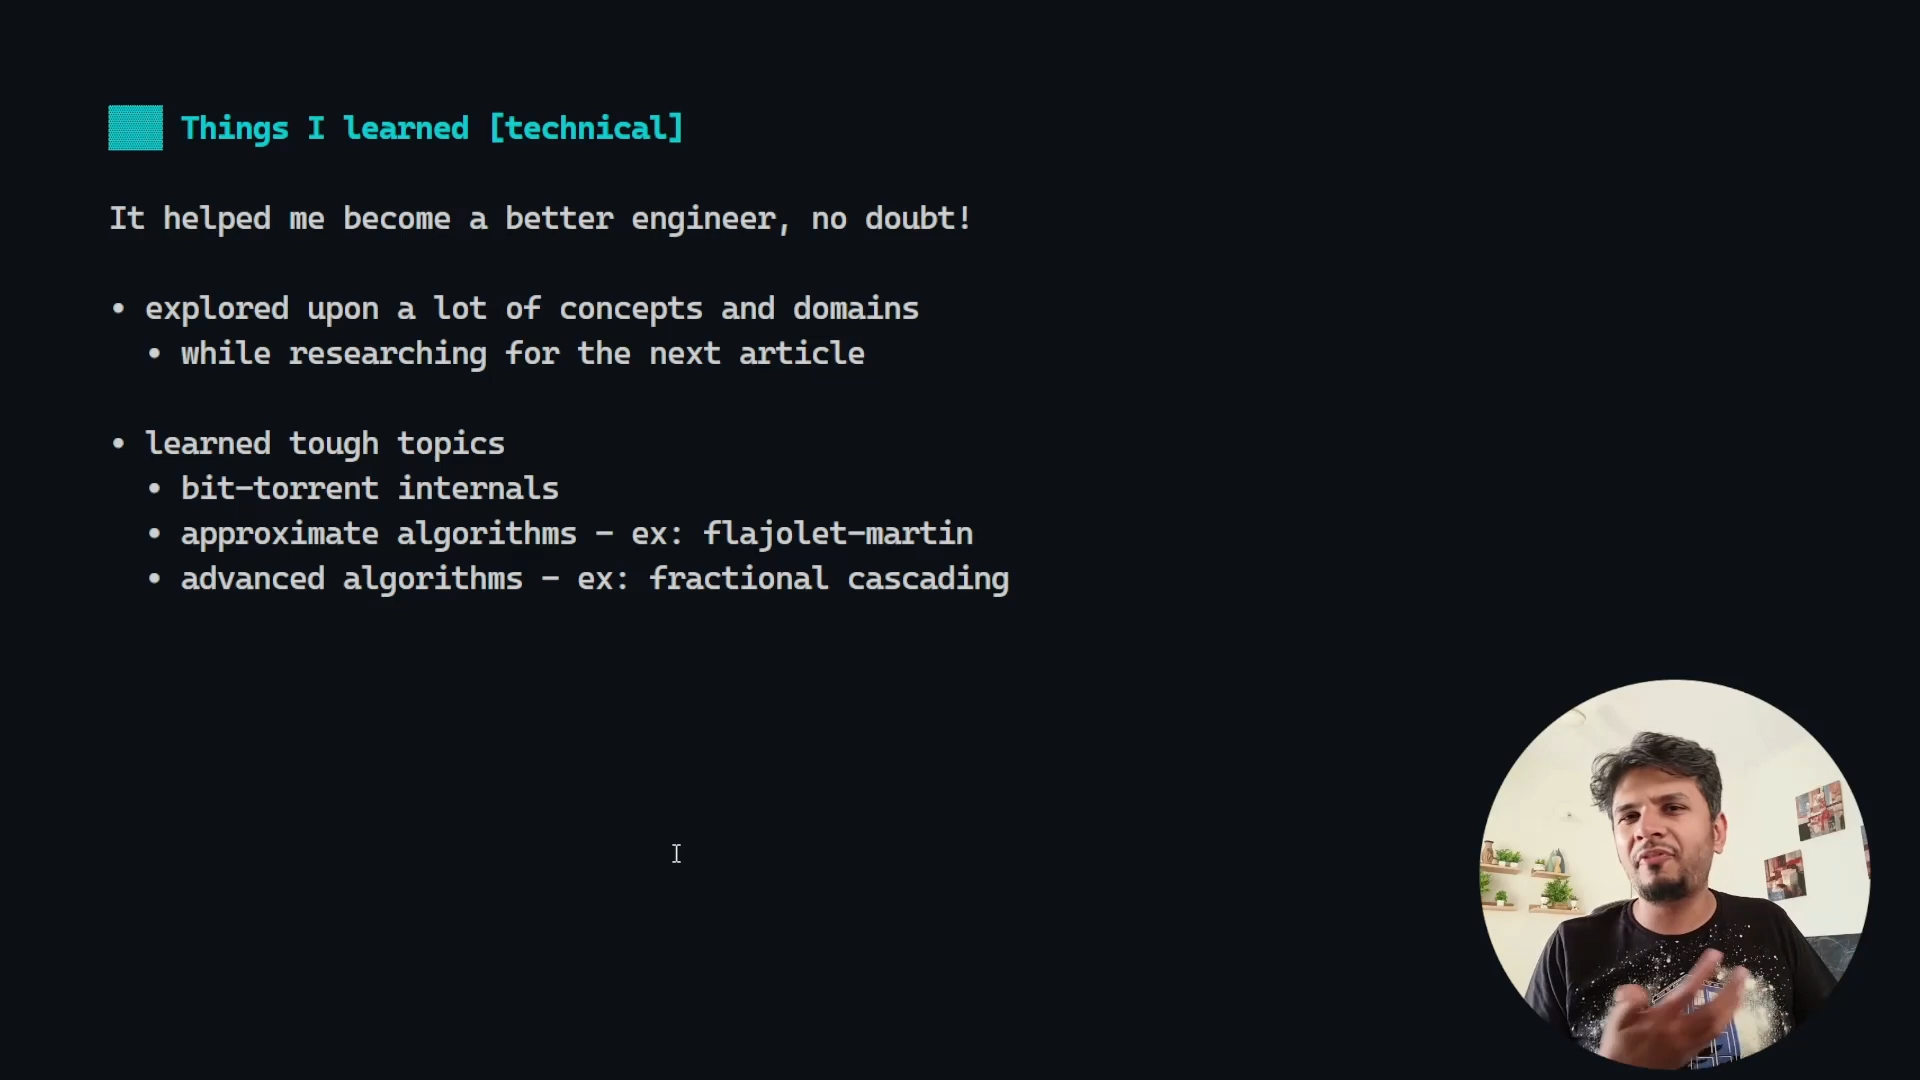 Things I learned [technical]
It helped me become a better engineer, no doubt!
• explored upon a lot of concepts and domains
• while researching for the next article
• learned tough topics
• bit-torrent internals
• approximate algorithms - ex: flajolet-martin
• advanced algorithms - ex: fractional cascading